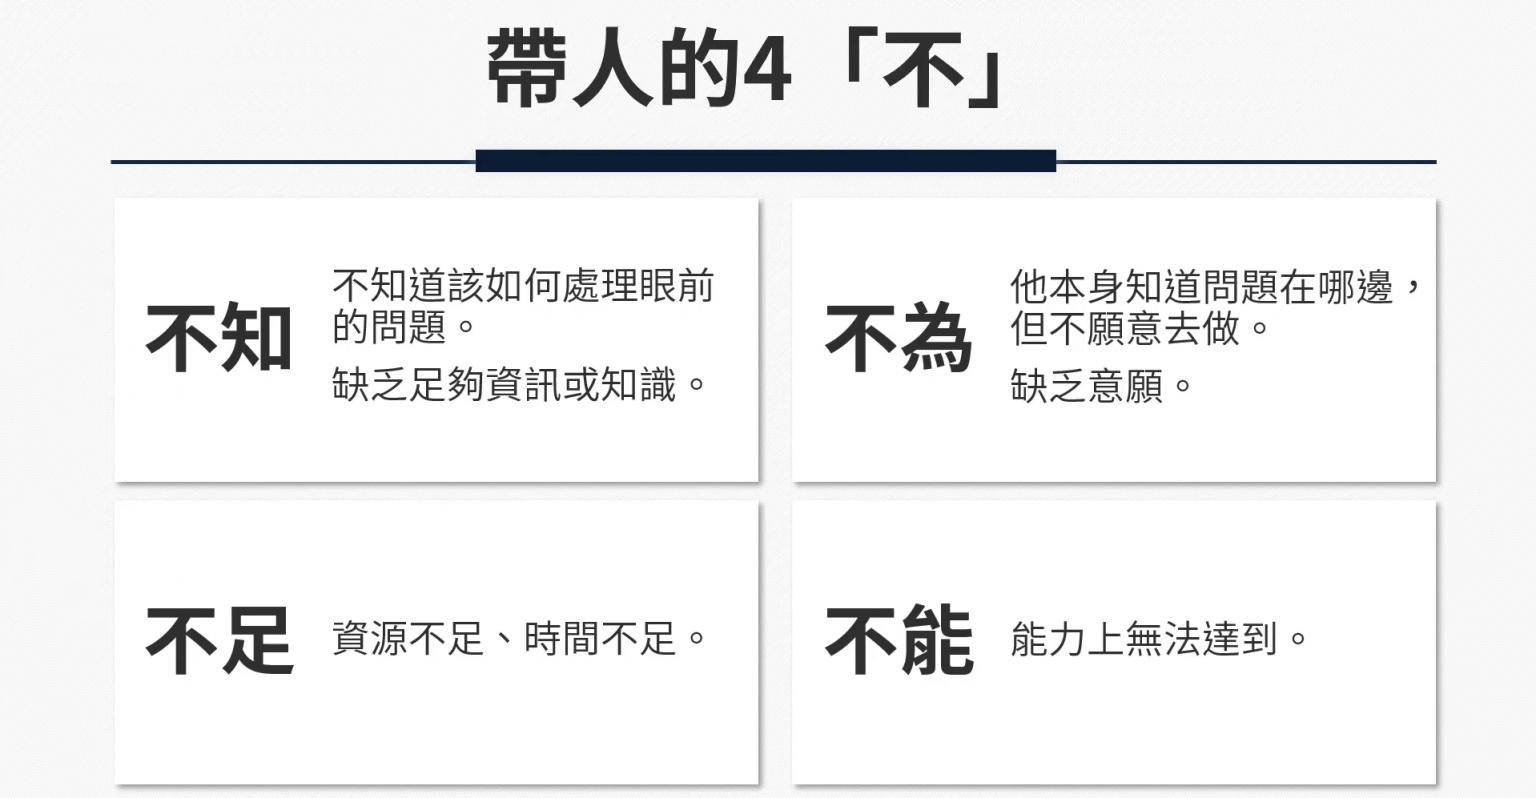 帶人的4「不」
不知
不知道該如何處理眼前
的問題。
缺乏足夠資訊或知識。
不為
他本身知道問題在哪邊，
但不願意去做。
缺乏意願。
不足
資源不足、時間不足。
不能
能力上無法達到。